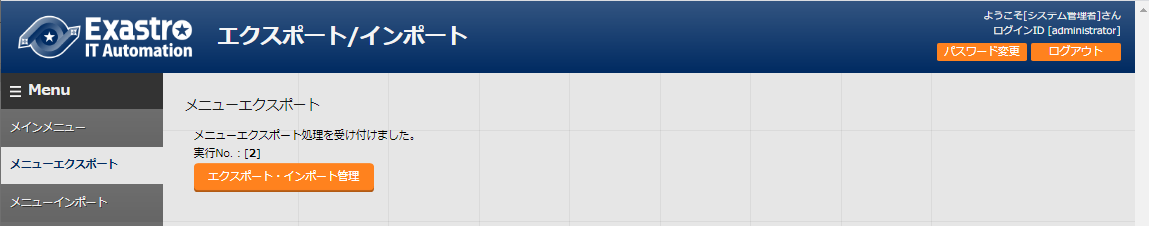 Exastro
IT Automation
エクスポート/インポート
ようこそ[システム管理者]さん
ログインID [administrator]
パスワード変更
ログアウト
Menu
メインメニュー
メニューエクスポート
メニューインポート
メニューエクスポート
メニューエクスポート処理を受け付けました。
実行No.：[2]
エクスポート・インポート管理